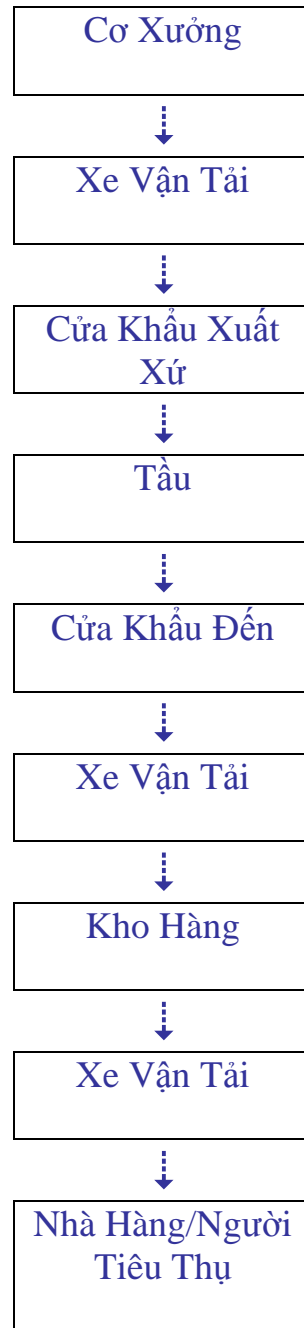 Cơ Xưởng
Xe Vận Tải
Cửa Khẩu Xuất
Xứ
Tầu
Cửa Khẩu Đến
Xe Vận Tải
Kho Hàng
Xe Vận Tải
Nhà Hàng/Người
Tiêu Thụ